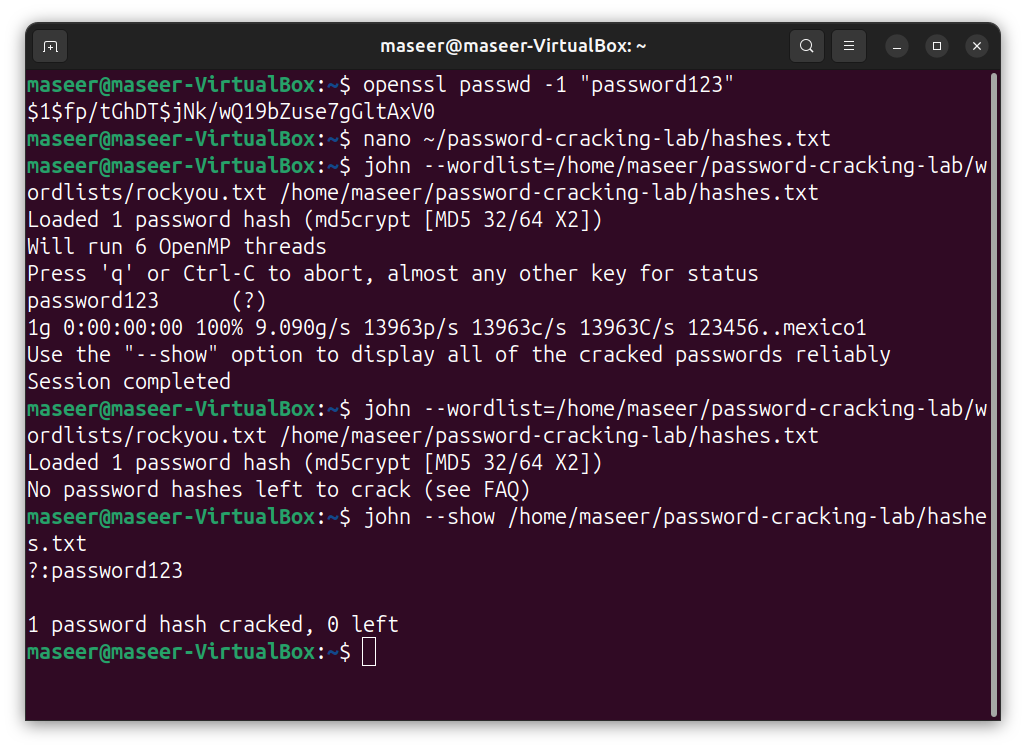 maseer@maseer-VirtualBox: ~
maseer@maseer-VirtualBox:~$ openssl passwd -1 "password123"
$1$fp/tGhDT$jNk/wQ19bZuse7gGltAxV0
maseer@maseer-VirtualBox:~$ nano ~/password-cracking-lab/hashes.txt
maseer@maseer-VirtualBox:~$ john --wordlist=/home/maseer/password-cracking-lab/w
ordlists/rockyou.txt /home/maseer/password-cracking-lab/hashes.txt
Loaded 1 password hash (md5crypt [MD5 32/64 X2])
Will run 6 OpenMP threads
Press 'q' or Ctrl-C to abort, almost any other key for status
password123      (?)
1g 0:00:00:00 100% 9.090g/s 13963p/s 13963c/s 13963C/s 123456..mexico1
Use the "--show" option to display all of the cracked passwords reliably
Session completed
maseer@maseer-VirtualBox:~$ john --wordlist=/home/maseer/password-cracking-lab/w
ordlists/rockyou.txt /home/maseer/password-cracking-lab/hashes.txt
Loaded 1 password hash (md5crypt [MD5 32/64 X2])
No password hashes left to crack (see FAQ)
maseer@maseer-VirtualBox:~$ john --show /home/maseer/password-cracking-lab/hashe
s.txt
?:password123

1 password hash cracked, 0 left
maseer@maseer-VirtualBox:~$